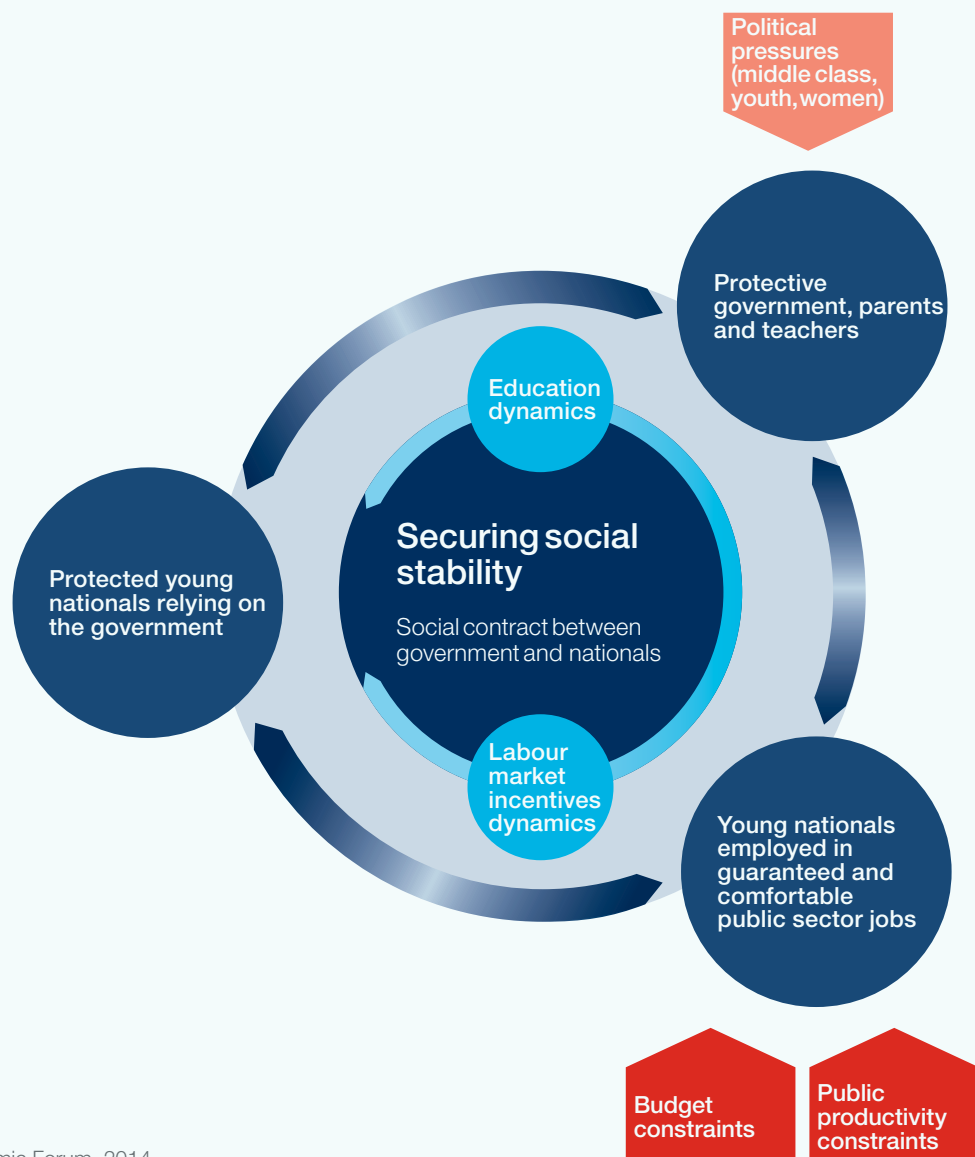 Political
pressures
(middle class,
youth, women)
Protective
government, parents
and teachers
Education
dynamics
Securing social
stability
Social contract between
government and nationals
Protected young
nationals relying on
the government
Labour
market
incentives
dynamics
Young nationals
employed in
guaranteed and
comfortable
public sector jobs
Budget
constraints
Public
productivity
constraints
Forum, 2014